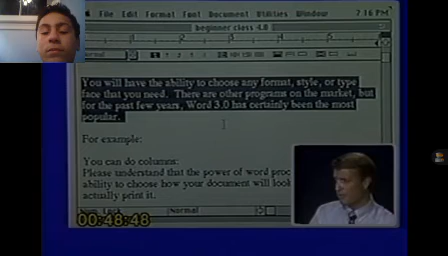 File Edit Format Font Document Utilities Window 7:16 PM
beginner class 4.0
Normal
You will have the ability to choose any format, style, or type
face that you need. There are other programs on the market, but
for the past few years, Word 3.0 has certainly been the most
popular.
For example:
You can do columns:
Please understand that the power of word proc
ability to choose how your document will look
actually print it.
Num. Lock Normal
00:48:48